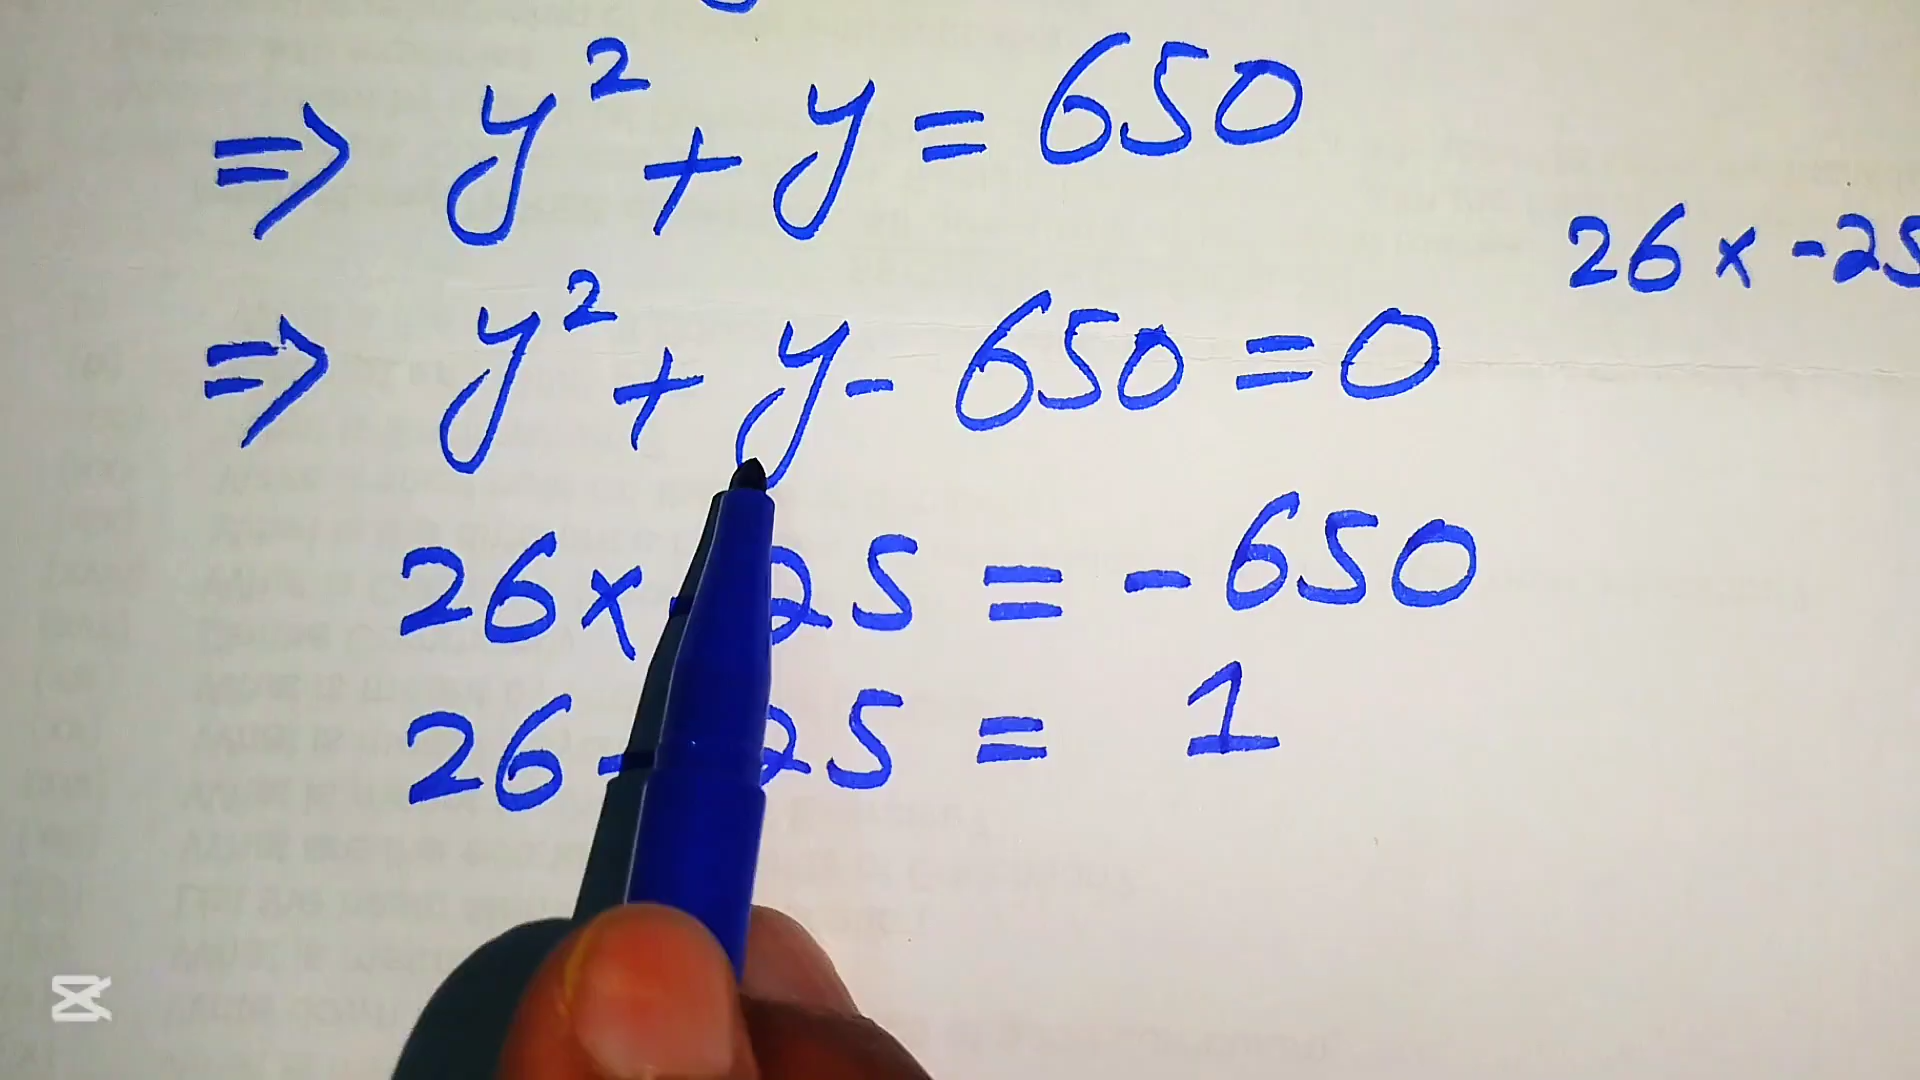 ⇒ y² + y = 650
26 × -25
⇒ y² + y - 650 = 0
26 × 25 = - 650
26 - 25 = 1